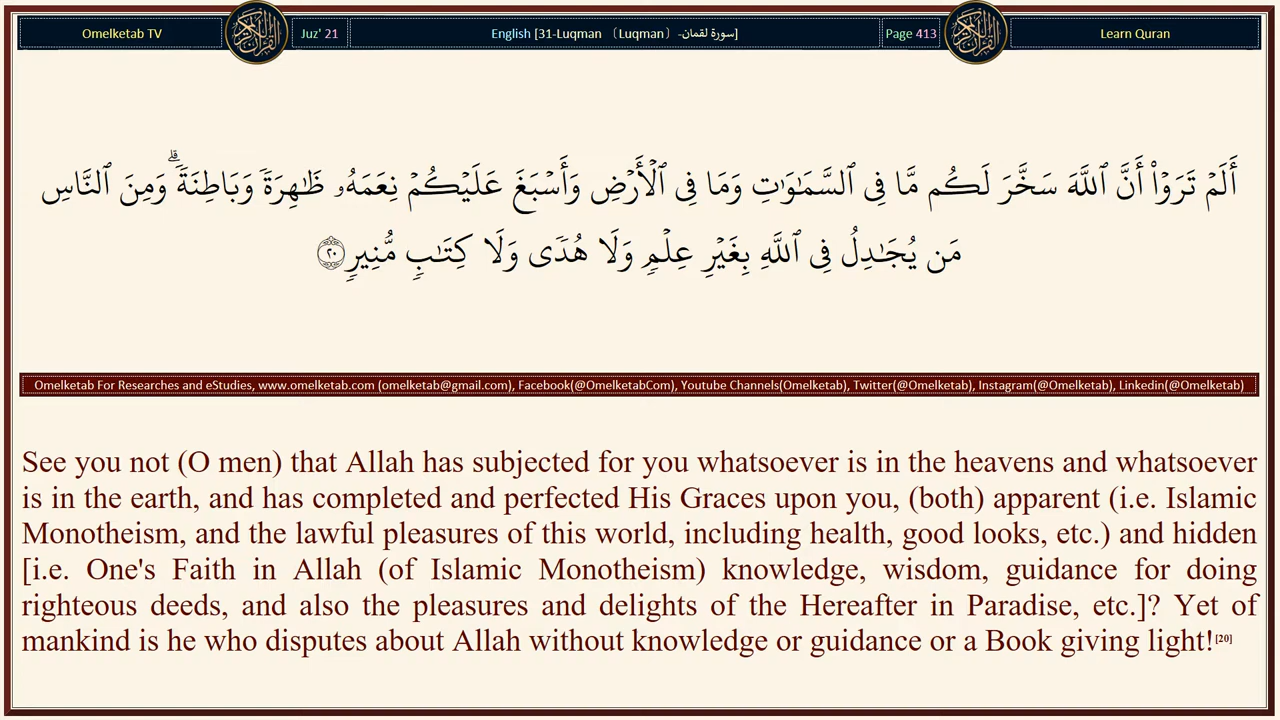 Omelketab TV
Juz' 21
English [31-Luqman (Luqman) -سورة لقمان]
Page 413
Learn Quran
أَلَمۡ تَرَوۡاْ أَنَّ ٱللَّهَ سَخَّرَ لَكُم مَّا فِي ٱلسَّمَٰوَٰتِ وَمَا فِي ٱلۡأَرۡضِ وَأَسۡبَغَ عَلَيۡكُمۡ نِعَمَهُۥ ظَٰهِرَةٗ وَبَاطِنَةٗۗ وَمِنَ ٱلنَّاسِ
مَن يُجَٰدِلُ فِي ٱللَّهِ بِغَيۡرِ عِلۡمٖ وَلَا هُدٗى وَلَا كِتَٰبٖ مُّنِيرٖ ٢٠
Omelketab For Researches and eStudies, www.omelketab.com (omelketab@gmail.com), Facebook(@OmelketabCom), Youtube Channels(Omelketab), Twitter(@Omelketab), Instagram(@Omelketab), Linkedin(@Omelketab)
See you not (O men) that Allah has subjected for you whatsoever is in the heavens and whatsoever
is in the earth, and has completed and perfected His Graces upon you, (both) apparent (i.e. Islamic
Monotheism, and the lawful pleasures of this world, including health, good looks, etc.) and hidden
[i.e. One's Faith in Allah (of Islamic Monotheism) knowledge, wisdom, guidance for doing
righteous deeds, and also the pleasures and delights of the Hereafter in Paradise, etc.]? Yet of
mankind is he who disputes about Allah without knowledge or guidance or a Book giving light![20]